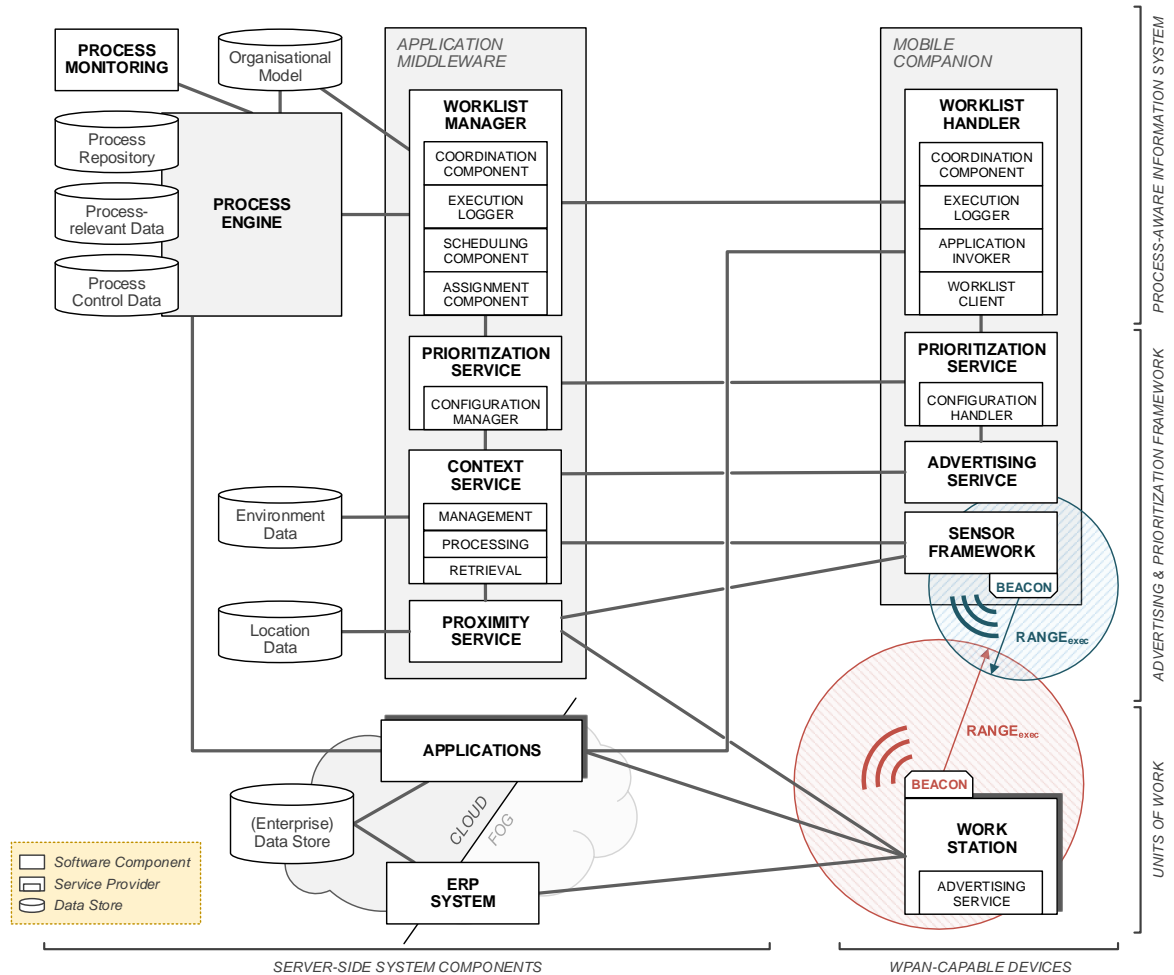 PROCESS
MONITORING
Organisational
Model
Process
Repository
Process-
relevant Data
Process
Control Data
PROCESS
ENGINE
APPLICATION
MIDDLEWARE
WORKLIST
MANAGER
COORDINATION
COMPONENT
EXECUTION
LOGGER
SCHEDULING
COMPONENT
ASSIGNMENT
COMPONENT
PRIORITIZATION
SERVICE
CONFIGURATION
MANAGER
CONTEXT
SERVICE
MANAGEMENT
PROCESSING
RETRIEVAL
PROXIMITY
SERVICE
Environment
Data
Location
Data
MOBILE
COMPANION
WORKLIST
HANDLER
COORDINATION
COMPONENT
EXECUTION
LOGGER
APPLICATION
INVOKER
WORKLIST
CLIENT
PRIORITIZATION
SERVICE
CONFIGURATION
HANDLER
ADVERTISING
SERIVCE
SENSOR
FRAMEWORK
BEACON
RANGEexec
RANGEexec
BEACON
WORK
STATION
ADVERTISING
SERVICE
APPLICATIONS
(Enterprise)
Data Store
CLOUD
FOG
ERP
SYSTEM
Software Component
Service Provider
Data Store
SERVER-SIDE SYSTEM COMPONENTS
WPAN-CAPABLE DEVICES
PROCESS-AWARE INFORMATION SYSTEM
ADVERTISING & PRIORITIZATION FRAMEWORK
UNITS OF WORK